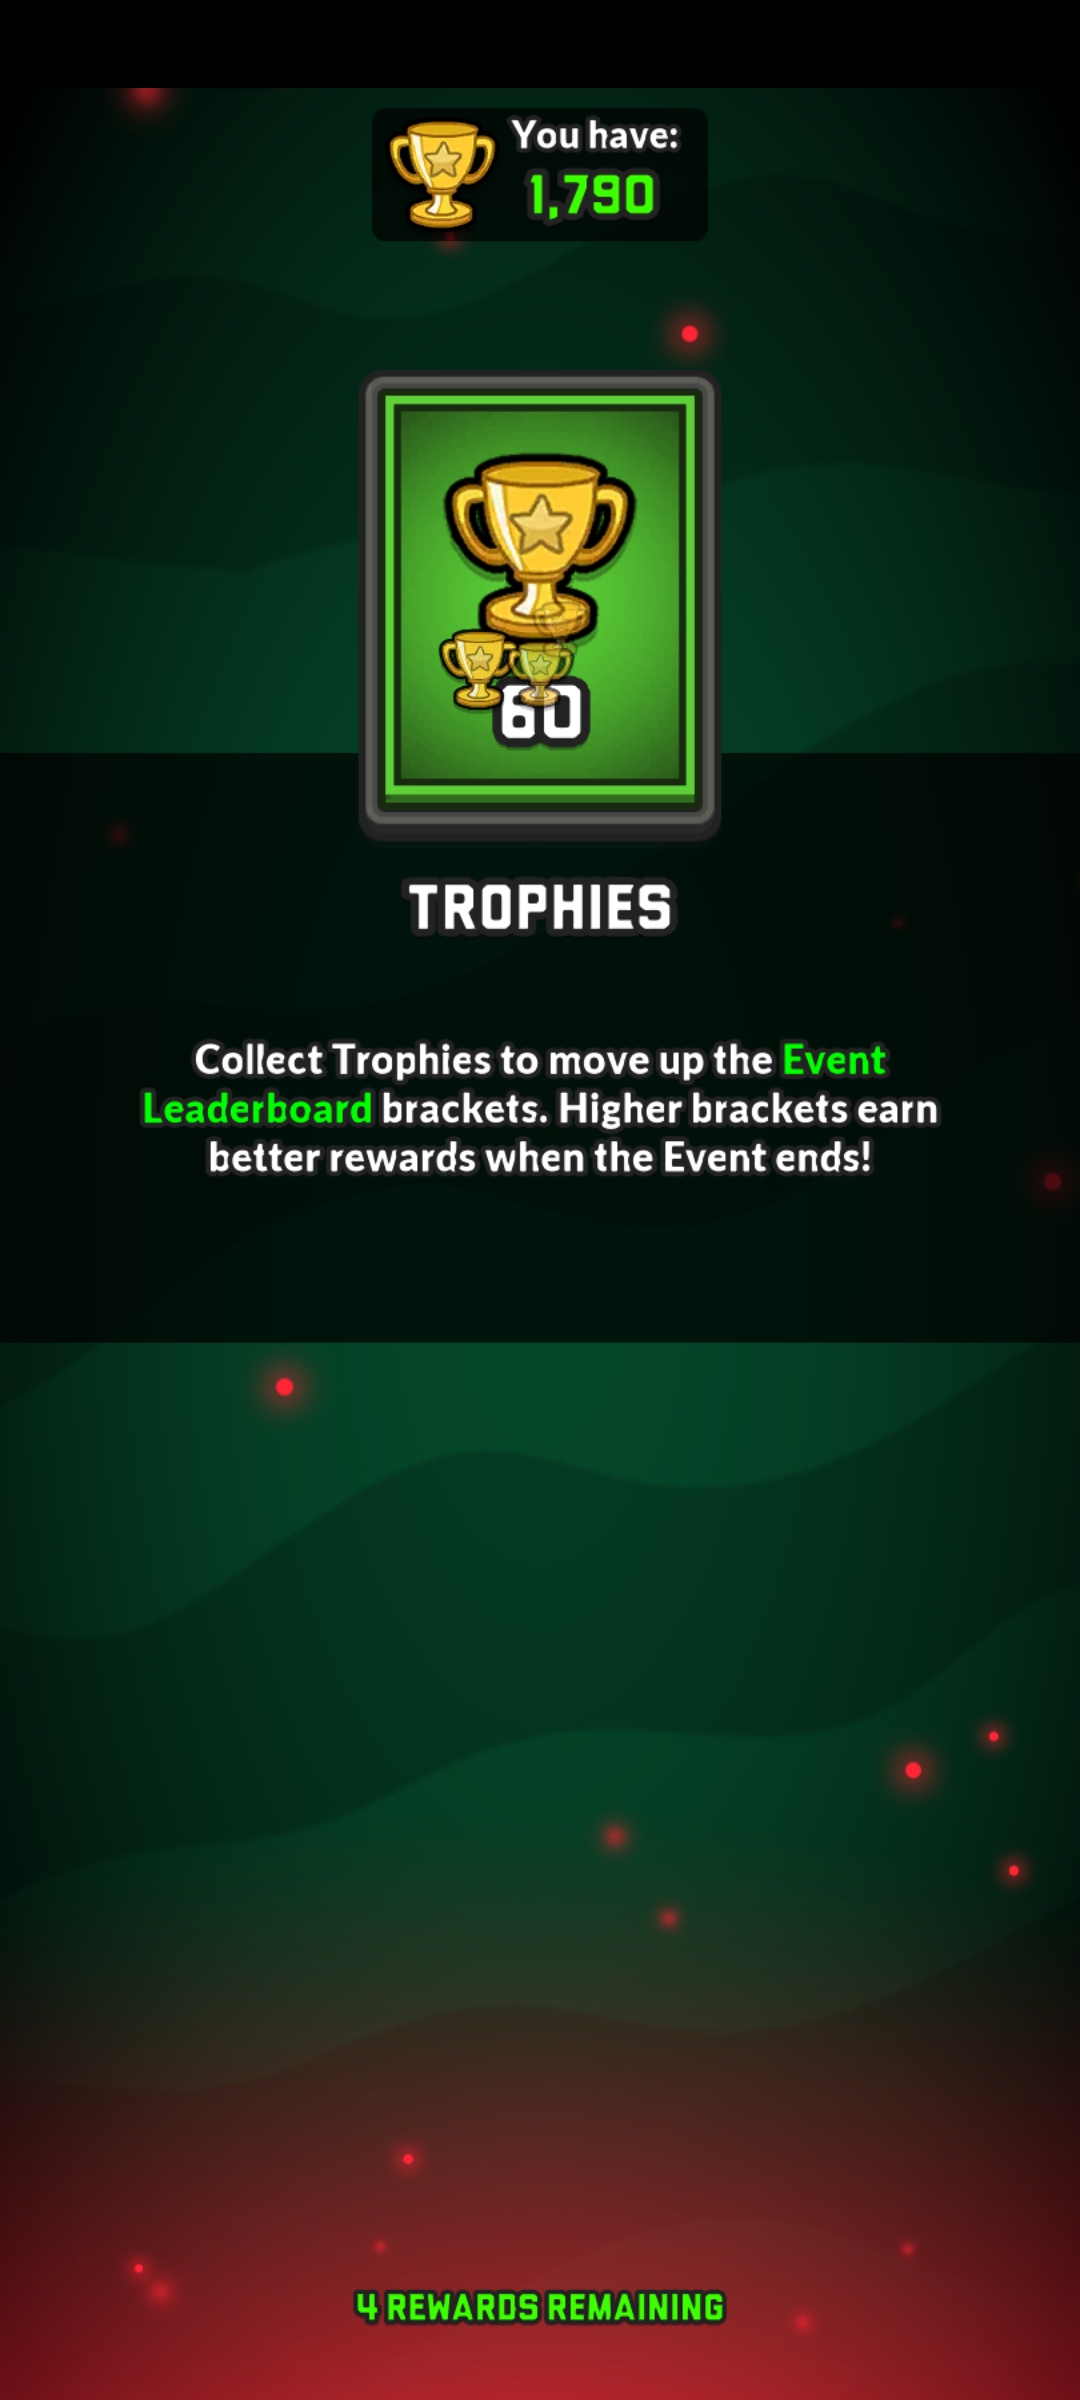 You have:
1,790
60
TROPHIES
Collect Trophies to move up the Event
Leaderboard brackets. Higher brackets earn
better rewards when the Event ends!
4 REWARDS REMAINING